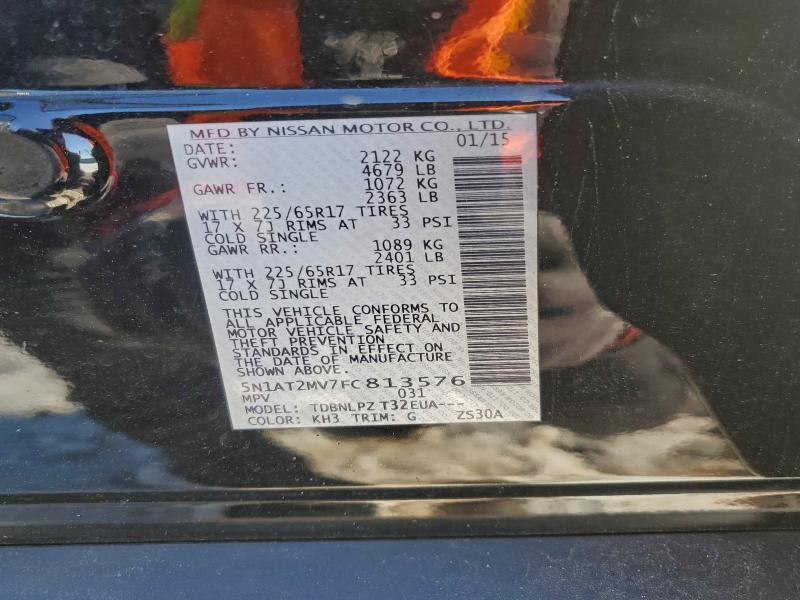 MFD BY NISSAN MOTOR CO., LTD.
DATE: 01/15
GVWR: 2122 KG
4679 LB
GAWR FR.: 1072 KG
2363 LB
WITH 225/65R17 TIRES
17 X 7J RIMS AT 33 PSI
COLD SINGLE
GAWR RR.: 1089 KG
2401 LB
WITH 225/65R17 TIRES
17 X 7J RIMS AT 33 PSI
COLD SINGLE
THIS VEHICLE CONFORMS TO
ALL APPLICABLE FEDERAL
MOTOR VEHICLE SAFETY AND
THEFT PREVENTION
STANDARDS IN EFFECT ON
THE DATE OF MANUFACTURE
SHOWN ABOVE.
5N1AT2MV7FC813576
MPV 031
MODEL: TDBNLPZ T32EUA---
COLOR: KH3 TRIM: G ZS30A